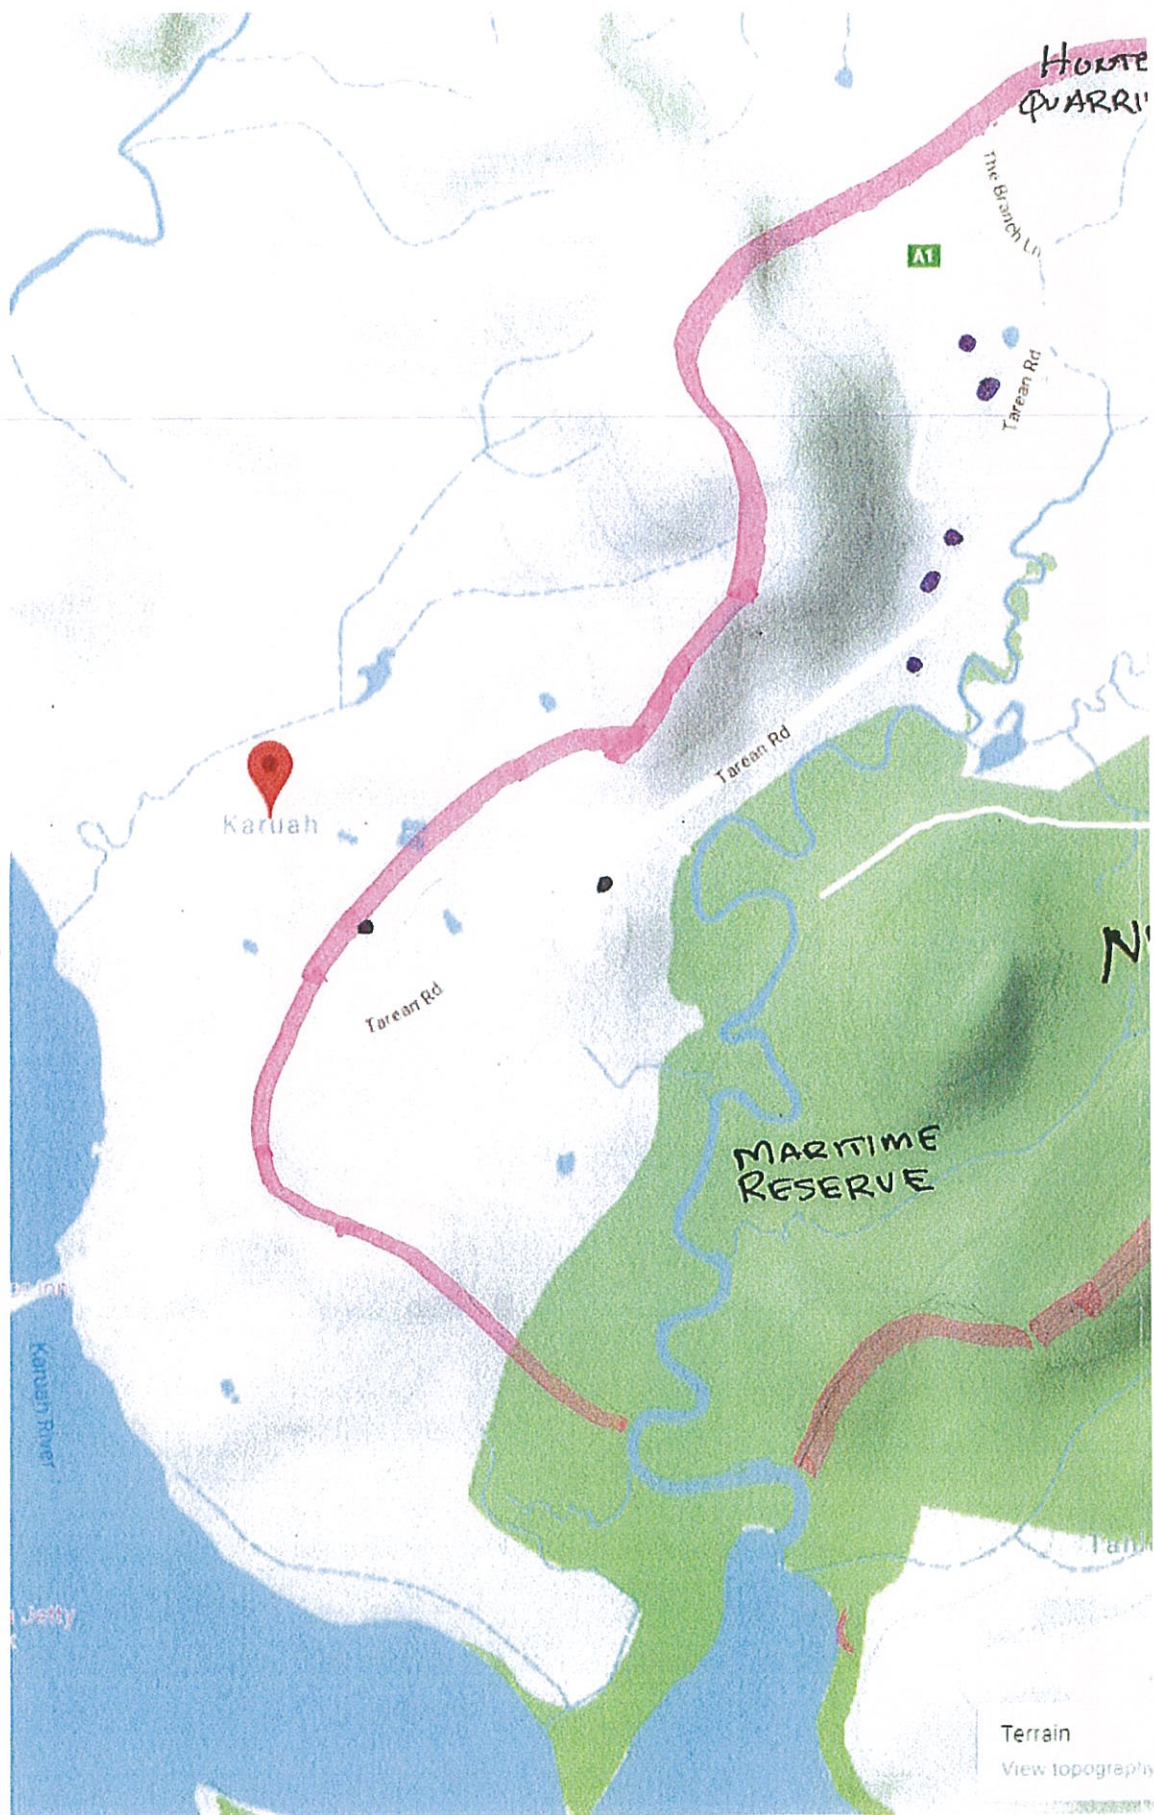 HUNTE
QUARRI
The Branch Ln
A1
Tarean Rd
Tarean Rd
Karuah
N
Tarean Rd
MARITIME
RESERVE
Inn
Karuah River
Jetty
Terrain
View topography